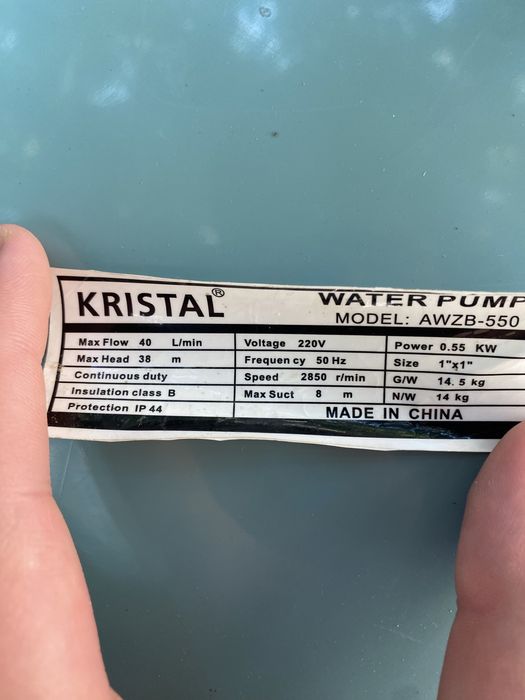 KRISTAL®
WATER PUMP
MODEL: AWZB-550
Max Flow 40 L/min
Max Head 38 m
Continuous duty
Insulation class B
Protection IP 44
Voltage 220V
Frequen cy 50 Hz
Speed 2850 r/min
Max Suct 8 m
Power 0.55 KW
Size 1"x1"
G/W 14. 5 kg
N/W 14 kg
MADE IN CHINA